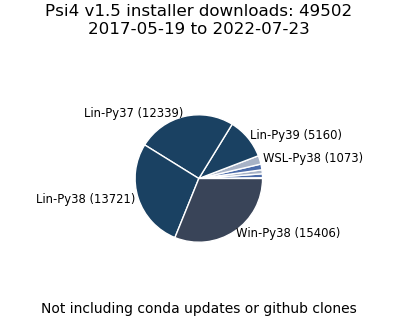 Psi4 v1.5 installer downloads: 49502
2017-05-19 to 2022-07-23
Lin-Py37 (12339)
Lin-Py39 (5160)
WSL-Py38 (1073)
Lin-Py38 (13721)
Win-Py38 (15406)
Not including conda updates or github clones